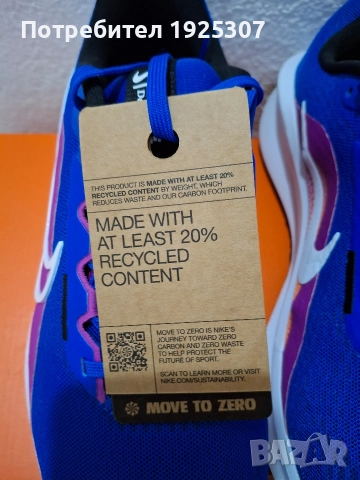 Потребител 1925307
THIS PRODUCT IS MADE WITH AT LEAST 20%
RECYCLED CONTENT BY WEIGHT, WHICH
REDUCES WASTE AND OUR CARBON FOOTPRINT.
MADE WITH
AT LEAST 20%
RECYCLED
CONTENT
MOVE TO ZERO IS NIKE'S
JOURNEY TOWARD ZERO
CARBON AND ZERO WASTE
TO HELP PROTECT THE
FUTURE OF SPORT.
SCAN TO LEARN MORE OR VISIT
NIKE.COM/SUSTAINABILITY.
MOVE TO ZERO
BAZAR